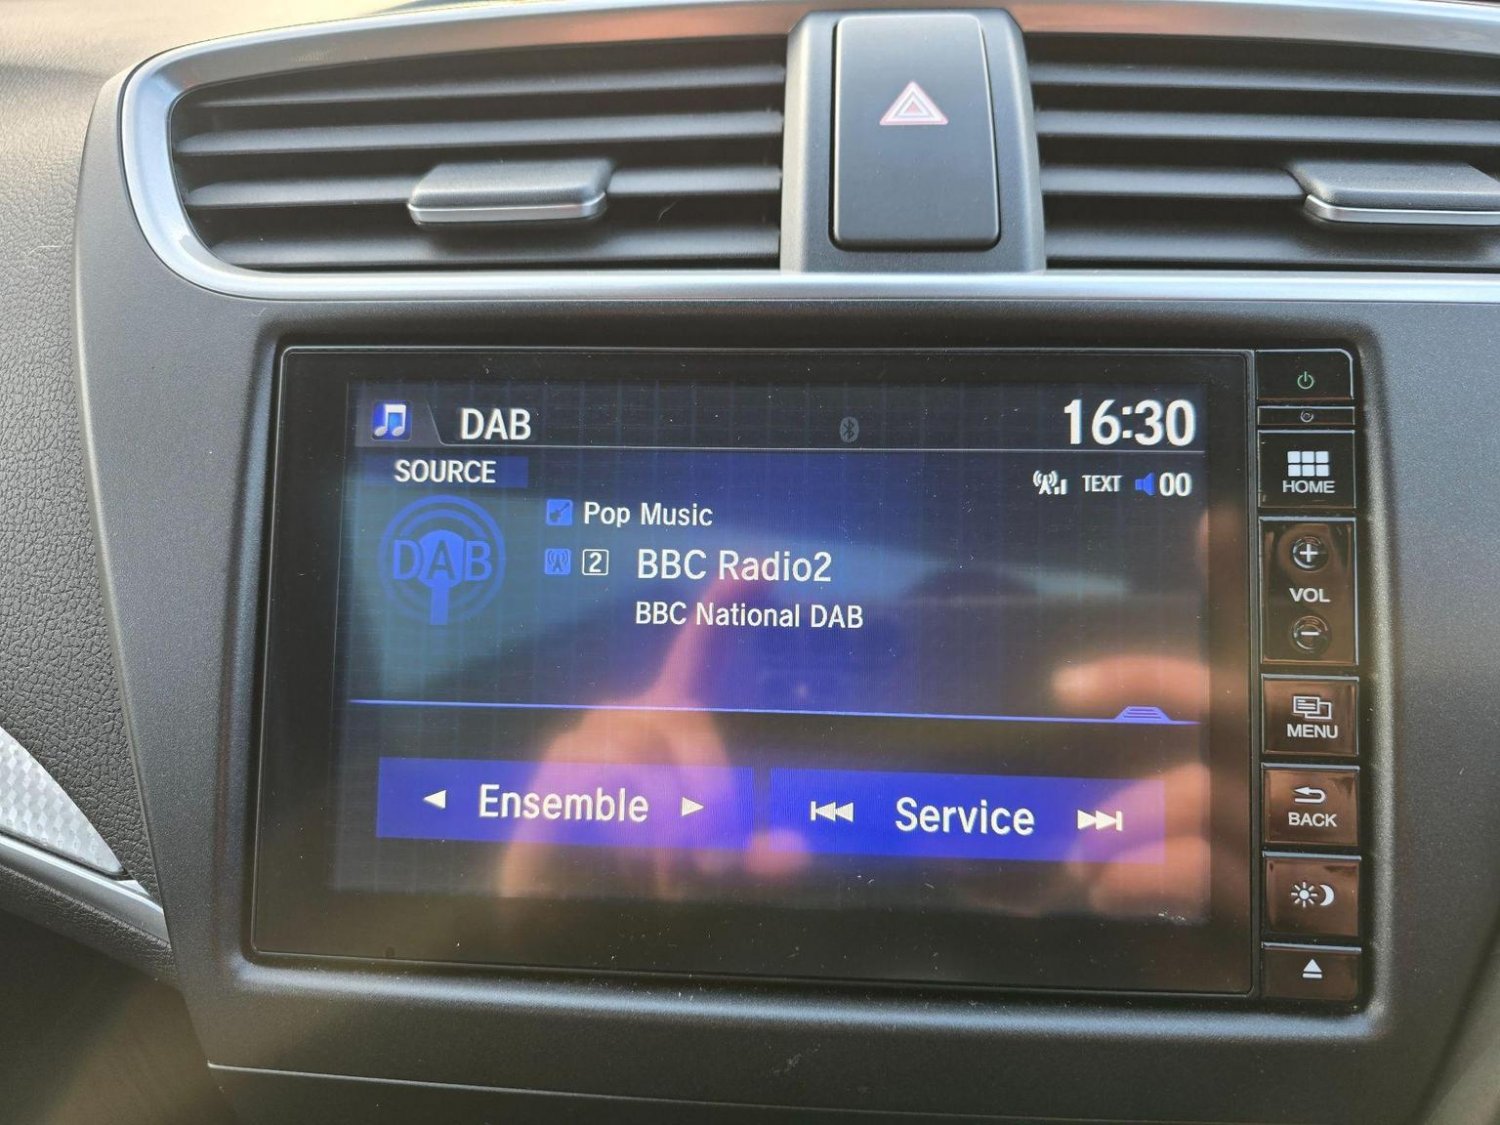 DAB 16:30
SOURCE TEXT 00
Pop Music
DAB
2 BBC Radio2
BBC National DAB
Ensemble Service
HOME
VOL
MENU
BACK